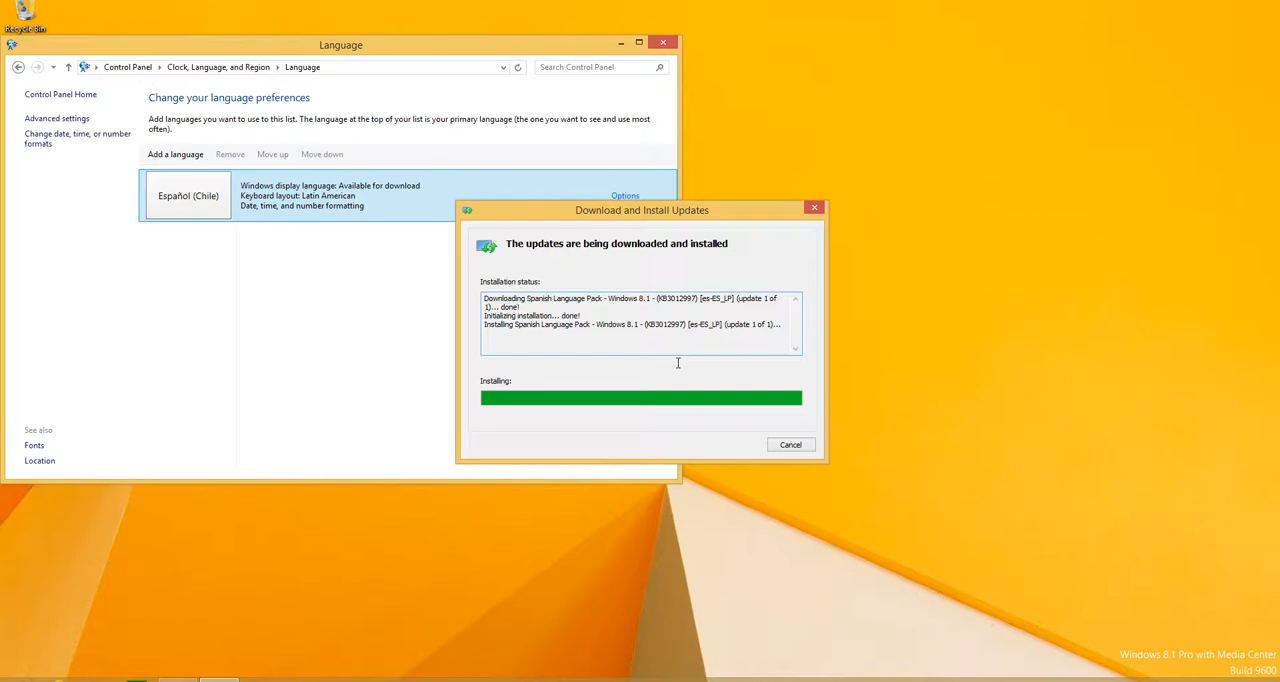 Recycle Bin
Language
Control Panel
Clock, Language, and Region
Language
Search Control Panel
Control Panel Home
Advanced settings
Change date, time, or number
formats
Change your language preferences
Add languages you want to use to this list. The language at the top of your list is your primary language (the one you want to see and use most
often).
Add a language
Remove
Move up
Move down
Español (Chile)
Windows display language: Available for download
Keyboard layout: Latin American
Date, time, and number formatting
Options
Download and Install Updates
The updates are being downloaded and installed
Installation status:
Downloading Spanish Language Pack - Windows 8.1 - (KB3012997) [es-ES_LP] (update 1 of
1)... done!
Initializing installation... done!
Installing Spanish Language Pack - Windows 8.1 - (KB3012997) [es-ES_LP] (update 1 of 1)...
Installing:
Cancel
See also
Fonts
Location
Windows 8.1 Pro with Media Center
Build 9600